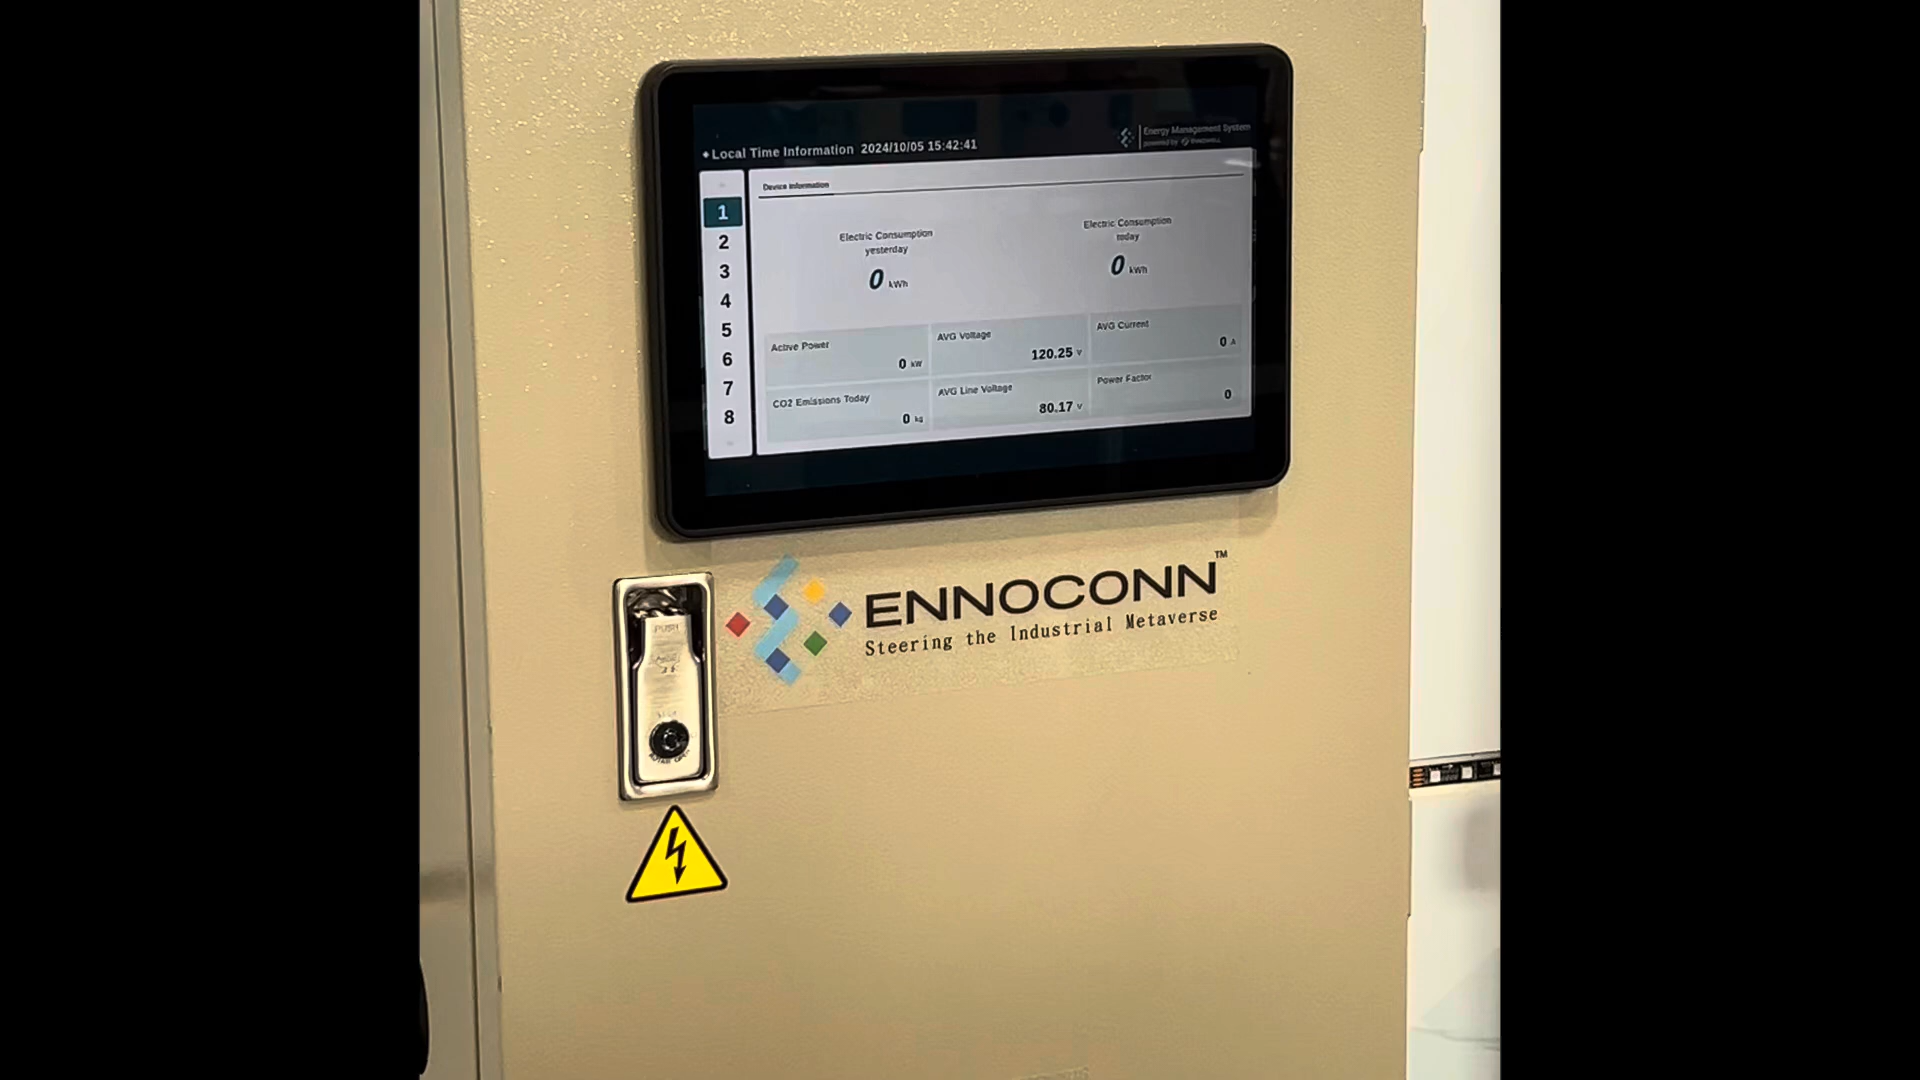 ◆Local Time Information 2024/10/05 15:42:41
Energy Management System
powered by
Device Information
1
2
3
4
5
6
7
8
Electric Consumption
yesterday
0 kWh
Electric Consumption
today
0 kWh
Active Power
0 kW
AVG Voltage
120.25 V
AVG Current
0 A
CO2 Emissions Today
0 kg
AVG Line Voltage
80.17 V
Power Factor
0
ENNOCONN™
Steering the Industrial Metaverse
PUSH